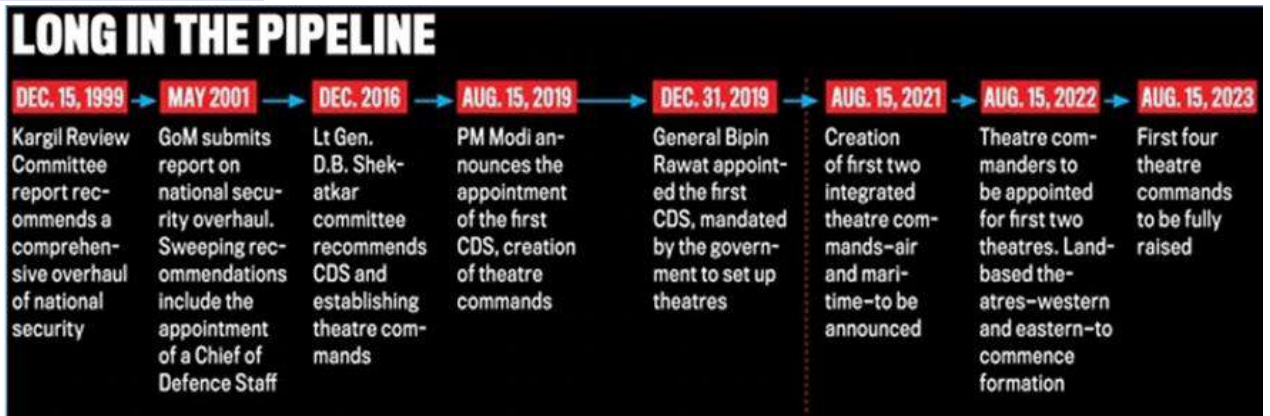 LONG IN THE PIPELINE
DEC. 15, 1999
Kargil Review
Committee
report rec-
ommends a
comprehen-
sive overhaul
of national
security
MAY 2001
GoM submits
report on
national secu-
rity overhaul.
Sweeping rec-
ommendations
include the
appointment
of a Chief of
Defence Staff
DEC. 2016
Lt Gen.
D.B. Shek-
atkar
committee
recommends
CDS and
establishing
theatre com-
mands
AUG. 15, 2019
PM Modi an-
nounces the
appointment
of the first
CDS, creation
of theatre
commands
DEC. 31, 2019
General Bipin
Rawat appoint-
ed the first
CDS, mandated
by the govern-
ment to set up
theatres
AUG. 15, 2021
Creation
of first two
integrated
theatre com-
mands–air
and mari-
time–to be
announced
AUG. 15, 2022
Theatre com-
manders to
be appointed
for first two
theatres. Land-
based the-
atres–western
and eastern–to
commence
formation
AUG. 15, 2023
First four
theatre
commands
to be fully
raised